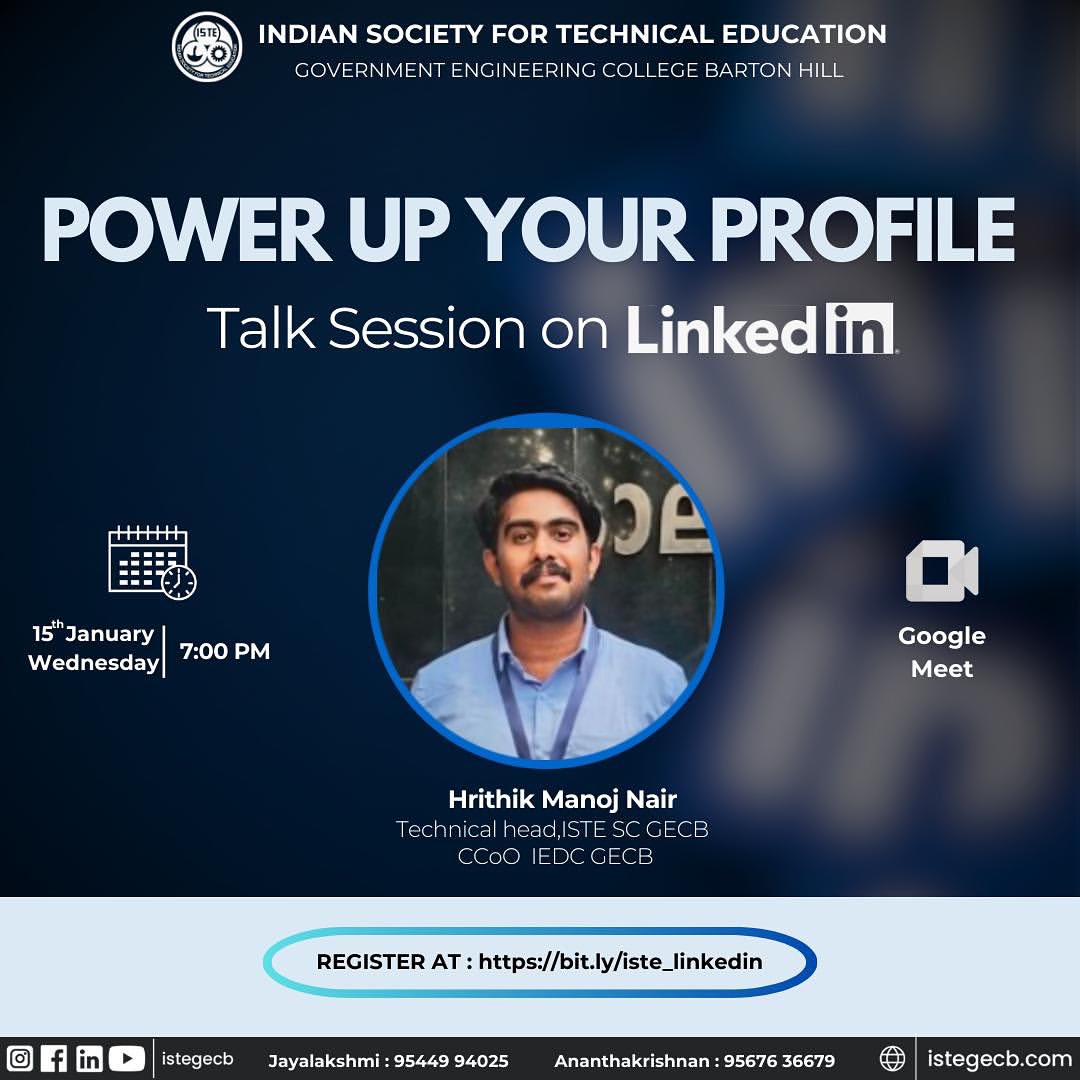 ISTE
INDIAN SOCIETY FOR TECHNICAL EDUCATION
GOVERNMENT ENGINEERING COLLEGE BARTON HILL
POWER UP YOUR PROFILE
Talk Session on Linkedin
15th January
Wednesday
7:00 PM
Google
Meet
Hrithik Manoj Nair
Technical head,ISTE SC GECB
CCoO IEDC GECB
REGISTER AT : https://bit.ly/iste_linkedin
istegecb
Jayalakshmi : 95449 94025
Ananthakrishnan : 95676 36679
istegecb.com